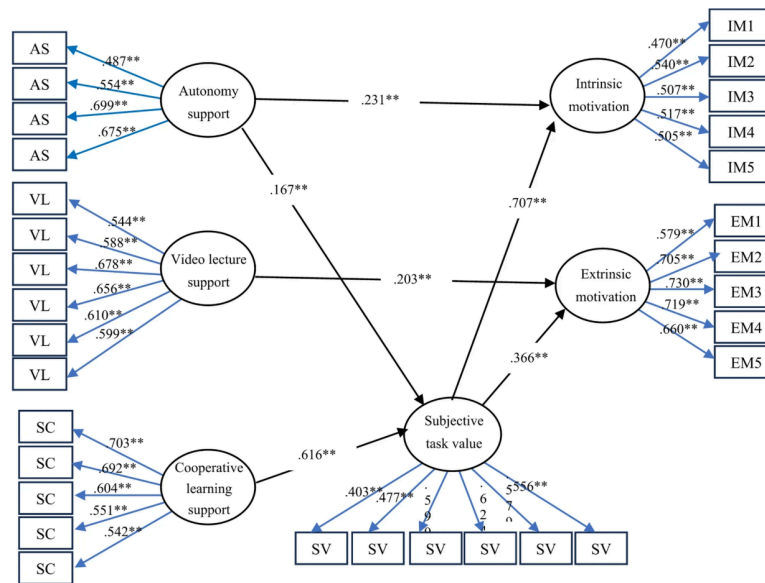 AS
AS
AS
AS
.487**
.554**
.699**
.675**
Autonomy
support
.231**
.167**
Intrinsic
motivation
.470**
.540**
.507**
.517**
.505**
IM1
IM2
IM3
IM4
IM5
.707**
VL
VL
VL
VL
VL
VL
.544**
.588**
.678**
.656**
.610**
.599**
Video lecture
support
.203**
Extrinsic
motivation
.579**
.705**
.730**
.719**
.660**
EM1
EM2
EM3
EM4
EM5
.366**
SC
SC
SC
SC
SC
.703**
.692**
.604**
.551**
.542**
Cooperative
learning
support
.616**
Subjective
task value
.403**
.477**
.556**
SV
SV
SV
SV
SV
SV